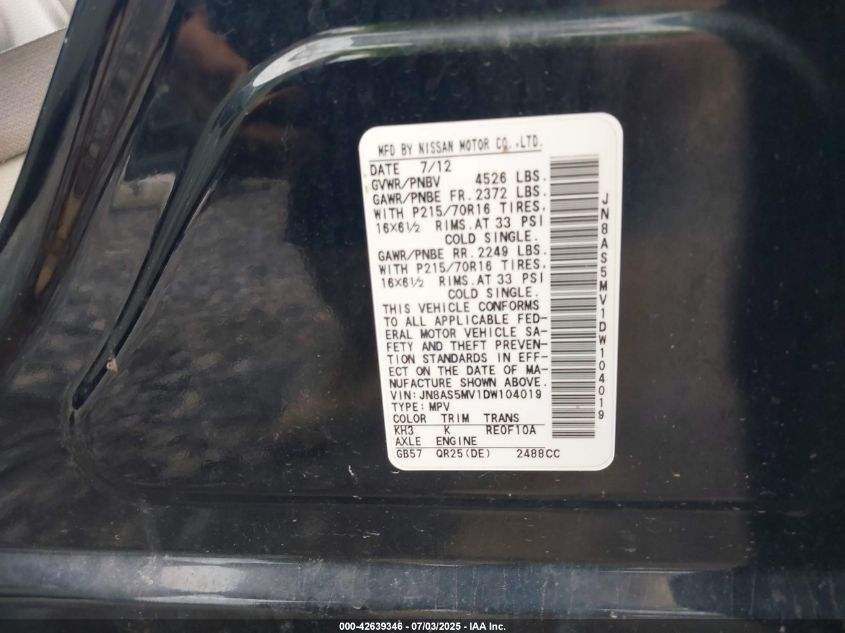 MFD BY NISSAN MOTOR CO.,LTD.
DATE 7/12
GVWR/PNBV 4526 LBS.
GAWR/PNBE FR. 2372 LBS.
WITH P215/70R16 TIRES,
16X6½ RIMS. AT 33 PSI
COLD SINGLE.
GAWR/PNBE RR. 2249 LBS.
WITH P215/70R16 TIRES,
16X6½ RIMS. AT 33 PSI
COLD SINGLE.
THIS VEHICLE CONFORMS
TO ALL APPLICABLE FED-
ERAL MOTOR VEHICLE SA-
FETY AND THEFT PREVEN-
TION STANDARDS IN EFF-
ECT ON THE DATE OF MA-
NUFACTURE SHOWN ABOVE.
VIN: JN8AS5MV1DW104019
TYPE: MPV
COLOR TRIM TRANS
KH3 K RE0F10A
AXLE ENGINE
GB57 QR25(DE) 2488CC
JN8AS5MV1DW104019
000-42639346 - 07/03/2025 - IAA Inc.